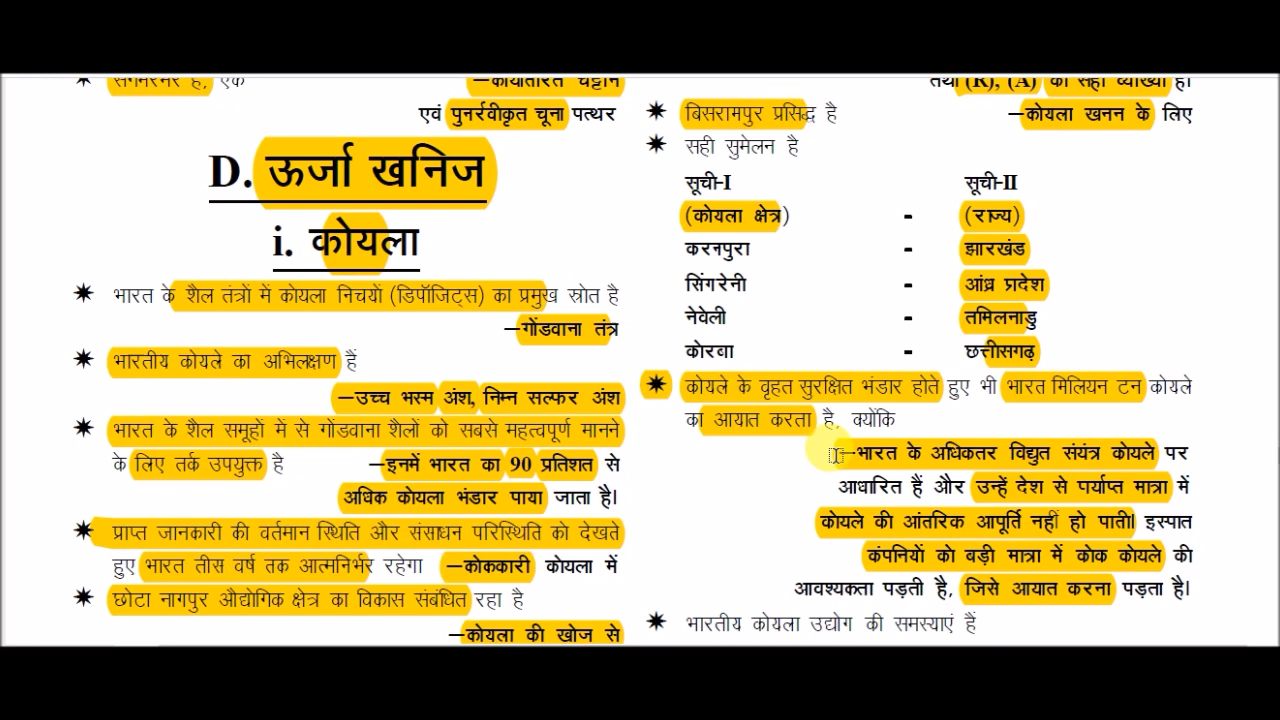 संगमरमर है, एक —कायांतरित चट्टान
एवं पुनर्रवीकृत चूना पत्थर
D. ऊर्जा खनिज
i. कोयला
✴ भारत के शैल तंत्रों में कोयला निचयों (डिपॉजिट्स) का प्रमुख स्रोत है
—गोंडवाना तंत्र
✴ भारतीय कोयले का अभिलक्षण हैं
—उच्च भस्म अंश, निम्न सल्फर अंश
✴ भारत के शैल समूहों में से गोंडवाना शैलों को सबसे महत्वपूर्ण मानने
के लिए तर्क उपयुक्त है —इनमें भारत का 90 प्रतिशत से
अधिक कोयला भंडार पाया जाता है।
✴ प्राप्त जानकारी की वर्तमान स्थिति और संसाधन परिस्थिति को देखते
हुए भारत तीस वर्ष तक आत्मनिर्भर रहेगा —कोककारी कोयला में
✴ छोटा नागपुर औद्योगिक क्षेत्र का विकास संबंधित रहा है
—कोयला की खोज से
तथा (R), (A) की सही व्याख्या है।
✴ बिसरामपुर प्रसिद्ध है —कोयला खनन के लिए
✴ सही सुमेलन है
सूची-I सूची-II
(कोयला क्षेत्र) - (राज्य)
करनपुरा - झारखंड
सिंगरेनी - आंध्र प्रदेश
नेवेली - तमिलनाडु
कोरबा - छत्तीसगढ़
✴ कोयले के वृहत सुरक्षित भंडार होते हुए भी भारत मिलियन टन कोयले
का आयात करता है, क्योंकि
—भारत के अधिकतर विद्युत संयंत्र कोयले पर
आधारित हैं और उन्हें देश से पर्याप्त मात्रा में
कोयले की आंतरिक आपूर्ति नहीं हो पाती। इस्पात
कंपनियों को बड़ी मात्रा में कोक कोयले की
आवश्यकता पड़ती है, जिसे आयात करना पड़ता है।
✴ भारतीय कोयला उद्योग की समस्याएं हैं